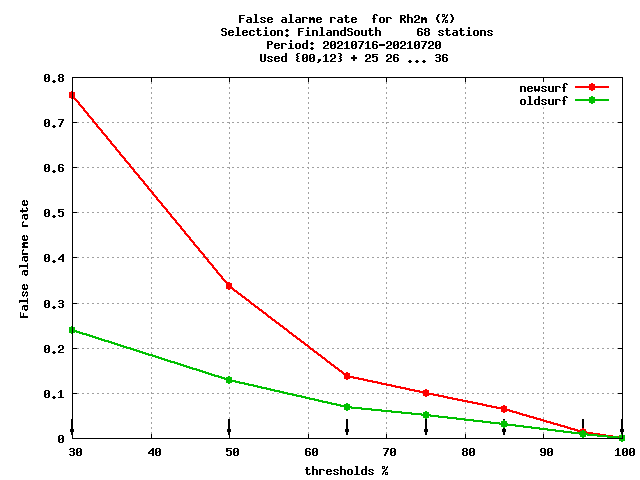 False alarme rate  for Rh2m (%)
Selection: FinlandSouth     68 stations
Period: 20210716-20210720
Used {00,12} + 25 26 ... 36
newsurf
oldsurf
0.8
0.7
0.6
0.5
0.4
0.3
0.2
0.1
0
False alarme rate
30 40 50 60 70 80 90 100
thresholds %